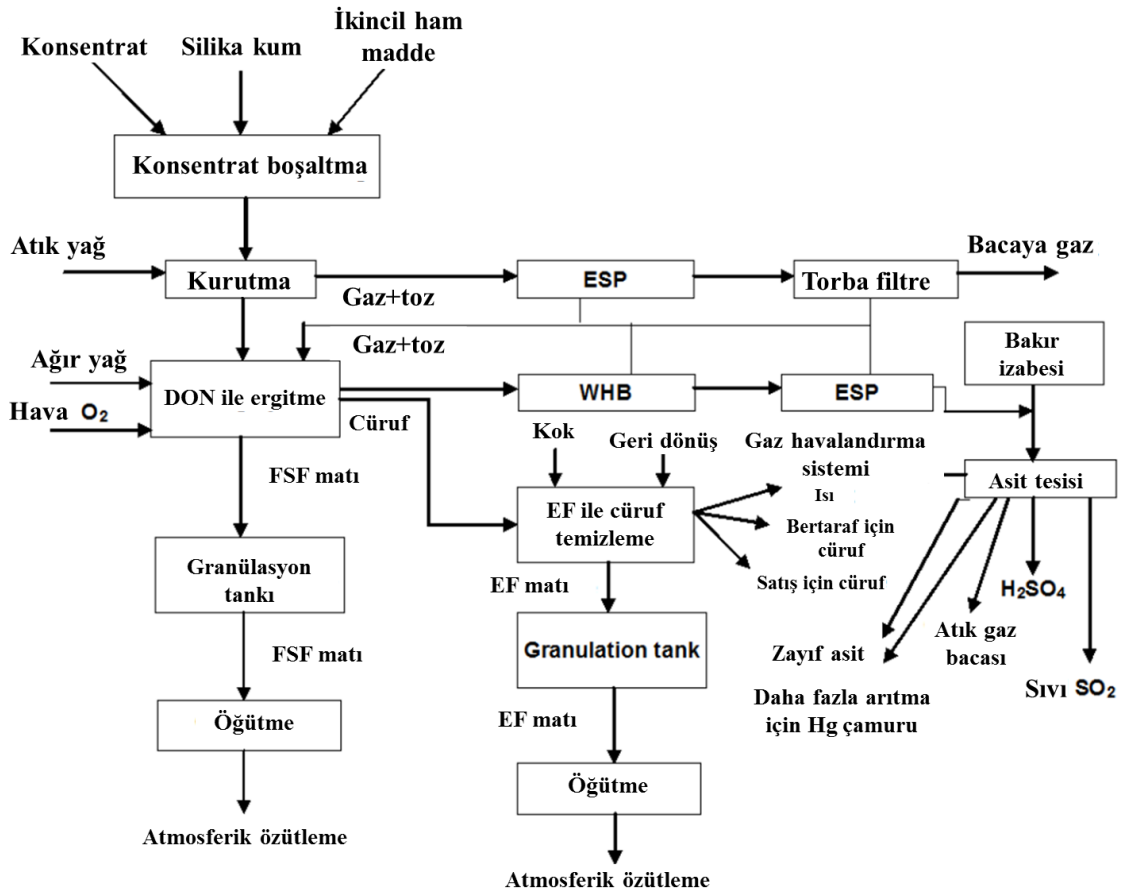 Konsentrat
Silika kum
İkincil ham
madde
Konsentrat boşaltma
Atık yağ
Kurutma
Gaz+toz
ESP
Torba filtre
Bacaya gaz
Gaz+toz
Ağır yağ
Hava O₂
DON ile ergitme
Cüruf
WHB
ESP
Bakır
izabesi
Kok
Geri dönüş
Gaz havalandırma
sistemi
Isı
Asit tesisi
FSF matı
EF ile cüruf
temizleme
Bertaraf için
cüruf
Satış için cüruf
Granülasyon
tankı
EF matı
H₂SO₄
Granulation tank
Zayıf asit
Atık gaz
bacası
Sıvı SO₂
Daha fazla arıtma
için Hg çamuru
FSF matı
EF matı
Öğütme
Öğütme
Atmosferik özütleme
Atmosferik özütleme